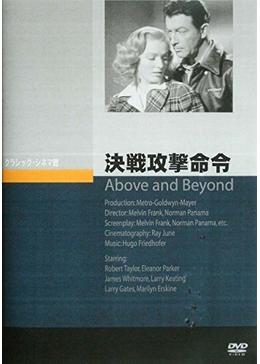 クラシック・シネマ館
決戦攻撃命令
Above and Beyond
Production: Metro-Goldwyn-Mayer
Director: Melvin Frank, Norman Panama
Screenplay: Melvin Frank, Norman Panama, etc.
Cinematography: Ray June
Music: Hugo Friedhofer
Starring:
Robert Taylor, Eleanor Parker
James Whitmore, Larry Keating
Larry Gates, Marilyn Erskine
DVD
VIDEO